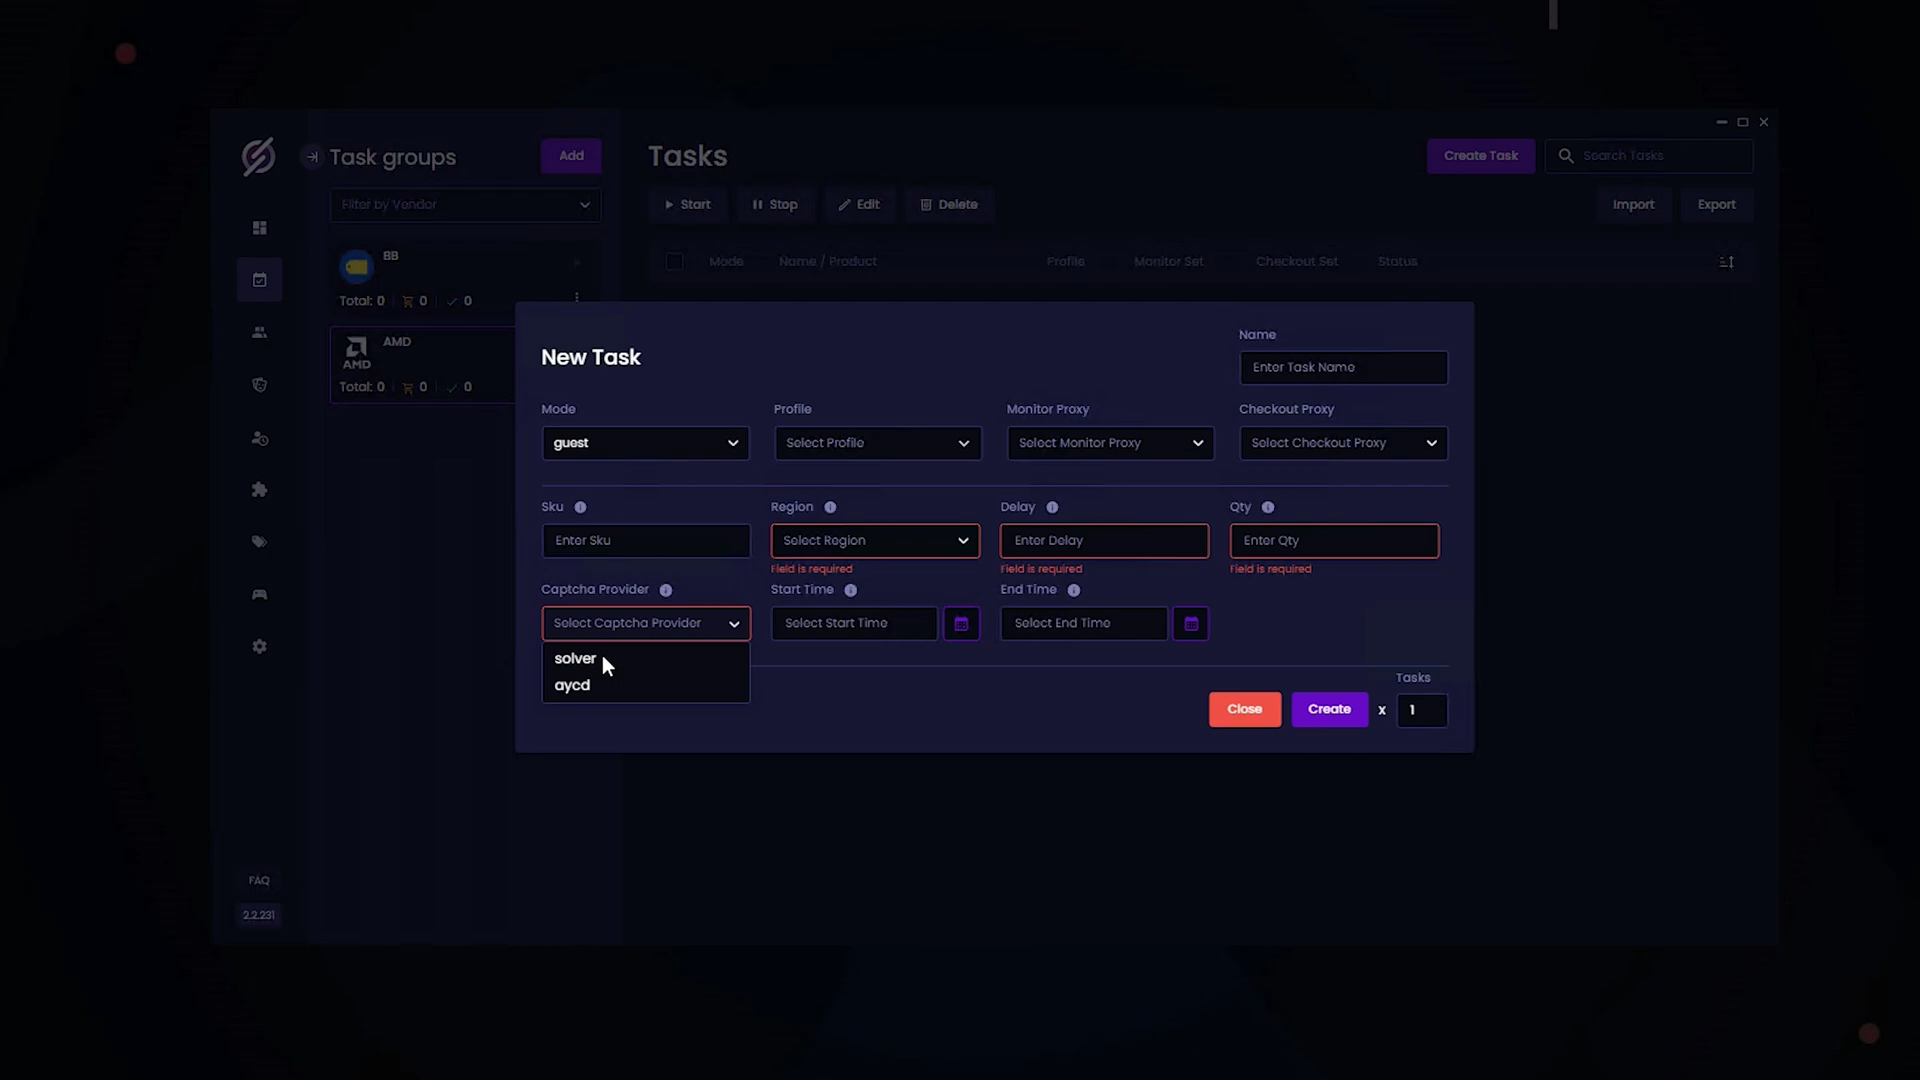 Task groups
Add
Tasks
Create Task
Search Tasks
Filter by Vendor
Start
Stop
Edit
Delete
Import
Export
BB
Total: 0 0 0
Mode
Name / Product
Profile
Monitor Set
Checkout Set
Status
AMD
AMD
Total: 0 0 0
New Task
Name
Enter Task Name
Mode
Profile
Monitor Proxy
Checkout Proxy
guest
Select Profile
Select Monitor Proxy
Select Checkout Proxy
Sku
Region
Delay
Qty
Enter Sku
Select Region
Enter Delay
Enter Qty
Field is required
Field is required
Field is required
Captcha Provider
Start Time
End Time
Select Captcha Provider
Select Start Time
Select End Time
solver
aycd
Tasks
Close
Create
x
1
FAQ
2.2.231